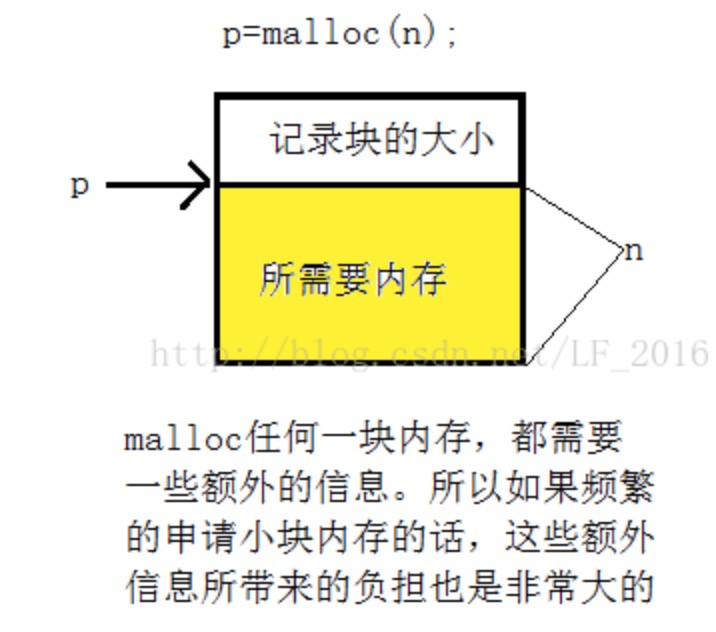 p=malloc(n);
记录块的大小
p
n
所需要内存
http://blog.csdn.net/LF_2016
malloc任何一块内存，都需要
一些额外的信息。所以如果频繁
的申请小块内存的话，这些额外
信息所带来的负担也是非常大的